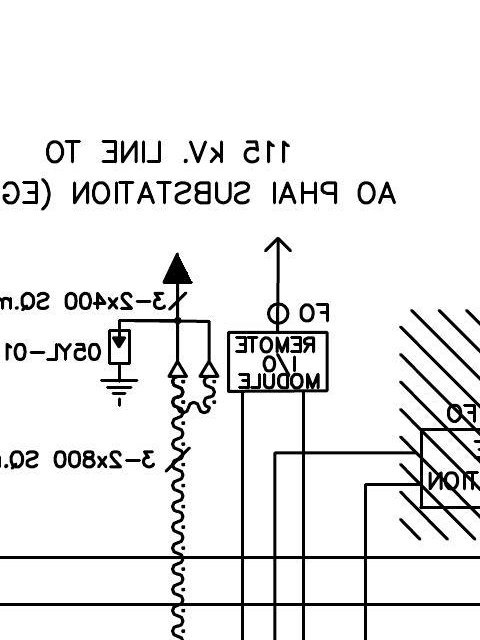 115 kV. LINE TO
AO PHAI SUBSTATION (EG
3-2x400 SQ.m
FO
05YL-01
REMOTE
I/O
MODULE
FO
3-2x800 SQ.m
E
TION